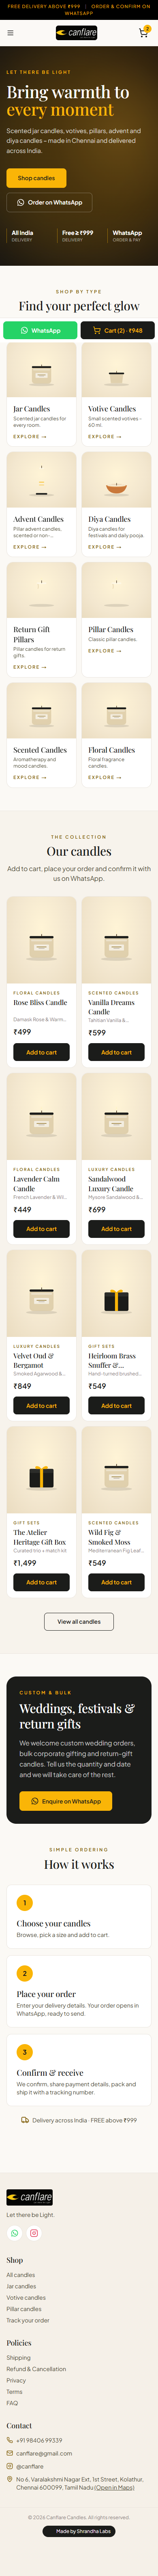 FREE DELIVERY ABOVE ₹999 | ORDER & CONFIRM ON
WHATSAPP
canflare
2
LET THERE BE LIGHT
Bring warmth to
every moment
Scented jar candles, votives, pillars, advent and
diya candles – made in Chennai and delivered
across India.
Shop candles
Order on WhatsApp
All India
DELIVERY
Free ≥ ₹999
DELIVERY
WhatsApp
ORDER & PAY
SHOP BY TYPE
Find your perfect glow
WhatsApp
Cart (2) · ₹948
Jar Candles
Scented jar candles for
every room.
EXPLORE →
Votive Candles
Small scented votives -
60 ml.
EXPLORE →
Advent Candles
Pillar advent candles,
scented or non-…
EXPLORE →
Diya Candles
Diya candles for
festivals and daily pooja.
EXPLORE →
Return Gift
Pillars
Pillar candles for return
gifts.
EXPLORE →
Pillar Candles
Classic pillar candles.
EXPLORE →
Scented Candles
Aromatherapy and
mood candles.
EXPLORE →
Floral Candles
Floral fragrance
candles.
EXPLORE →
THE COLLECTION
Our candles
Add to cart, place your order and confirm it with
us on WhatsApp.
FLORAL CANDLES
Rose Bliss Candle
Damask Rose & Warm…
₹499
Add to cart
SCENTED CANDLES
Vanilla Dreams
Candle
Tahitian Vanilla &…
₹599
Add to cart
FLORAL CANDLES
Lavender Calm
Candle
French Lavender & Wil…
₹449
Add to cart
LUXURY CANDLES
Sandalwood
Luxury Candle
Mysore Sandalwood &…
₹699
Add to cart
LUXURY CANDLES
Velvet Oud &
Bergamot
Smoked Agarwood &…
₹849
Add to cart
GIFT SETS
Heirloom Brass
Snuffer &…
Hand-turned brushed…
₹549
Add to cart
GIFT SETS
The Atelier
Heritage Gift Box
Curated trio + match kit
₹1,499
Add to cart
SCENTED CANDLES
Wild Fig &
Smoked Moss
Mediterranean Fig Leaf…
₹549
Add to cart
View all candles
CUSTOM & BULK
Weddings, festivals &
return gifts
We welcome custom wedding orders,
bulk corporate gifting and return-gift
candles. Tell us the quantity and date
and we will take care of the rest.
Enquire on WhatsApp
SIMPLE ORDERING
How it works
1
Choose your candles
Browse, pick a size and add to cart.
2
Place your order
Enter your delivery details. Your order opens in
WhatsApp, ready to send.
3
Confirm & receive
We confirm, share payment details, pack and
ship it with a tracking number.
Delivery across India · FREE above ₹999
canflare
Let there be Light.
Shop
All candles
Jar candles
Votive candles
Pillar candles
Track your order
Policies
Shipping
Refund & Cancellation
Privacy
Terms
FAQ
Contact
+91 98406 99339
canflare@gmail.com
@canflare
No 6, Varalakshmi Nagar Ext, 1st Street, Kolathur,
Chennai 600099, Tamil Nadu (Open in Maps)
© 2026 Canflare Candles. All rights reserved.
Made by Shrandha Labs